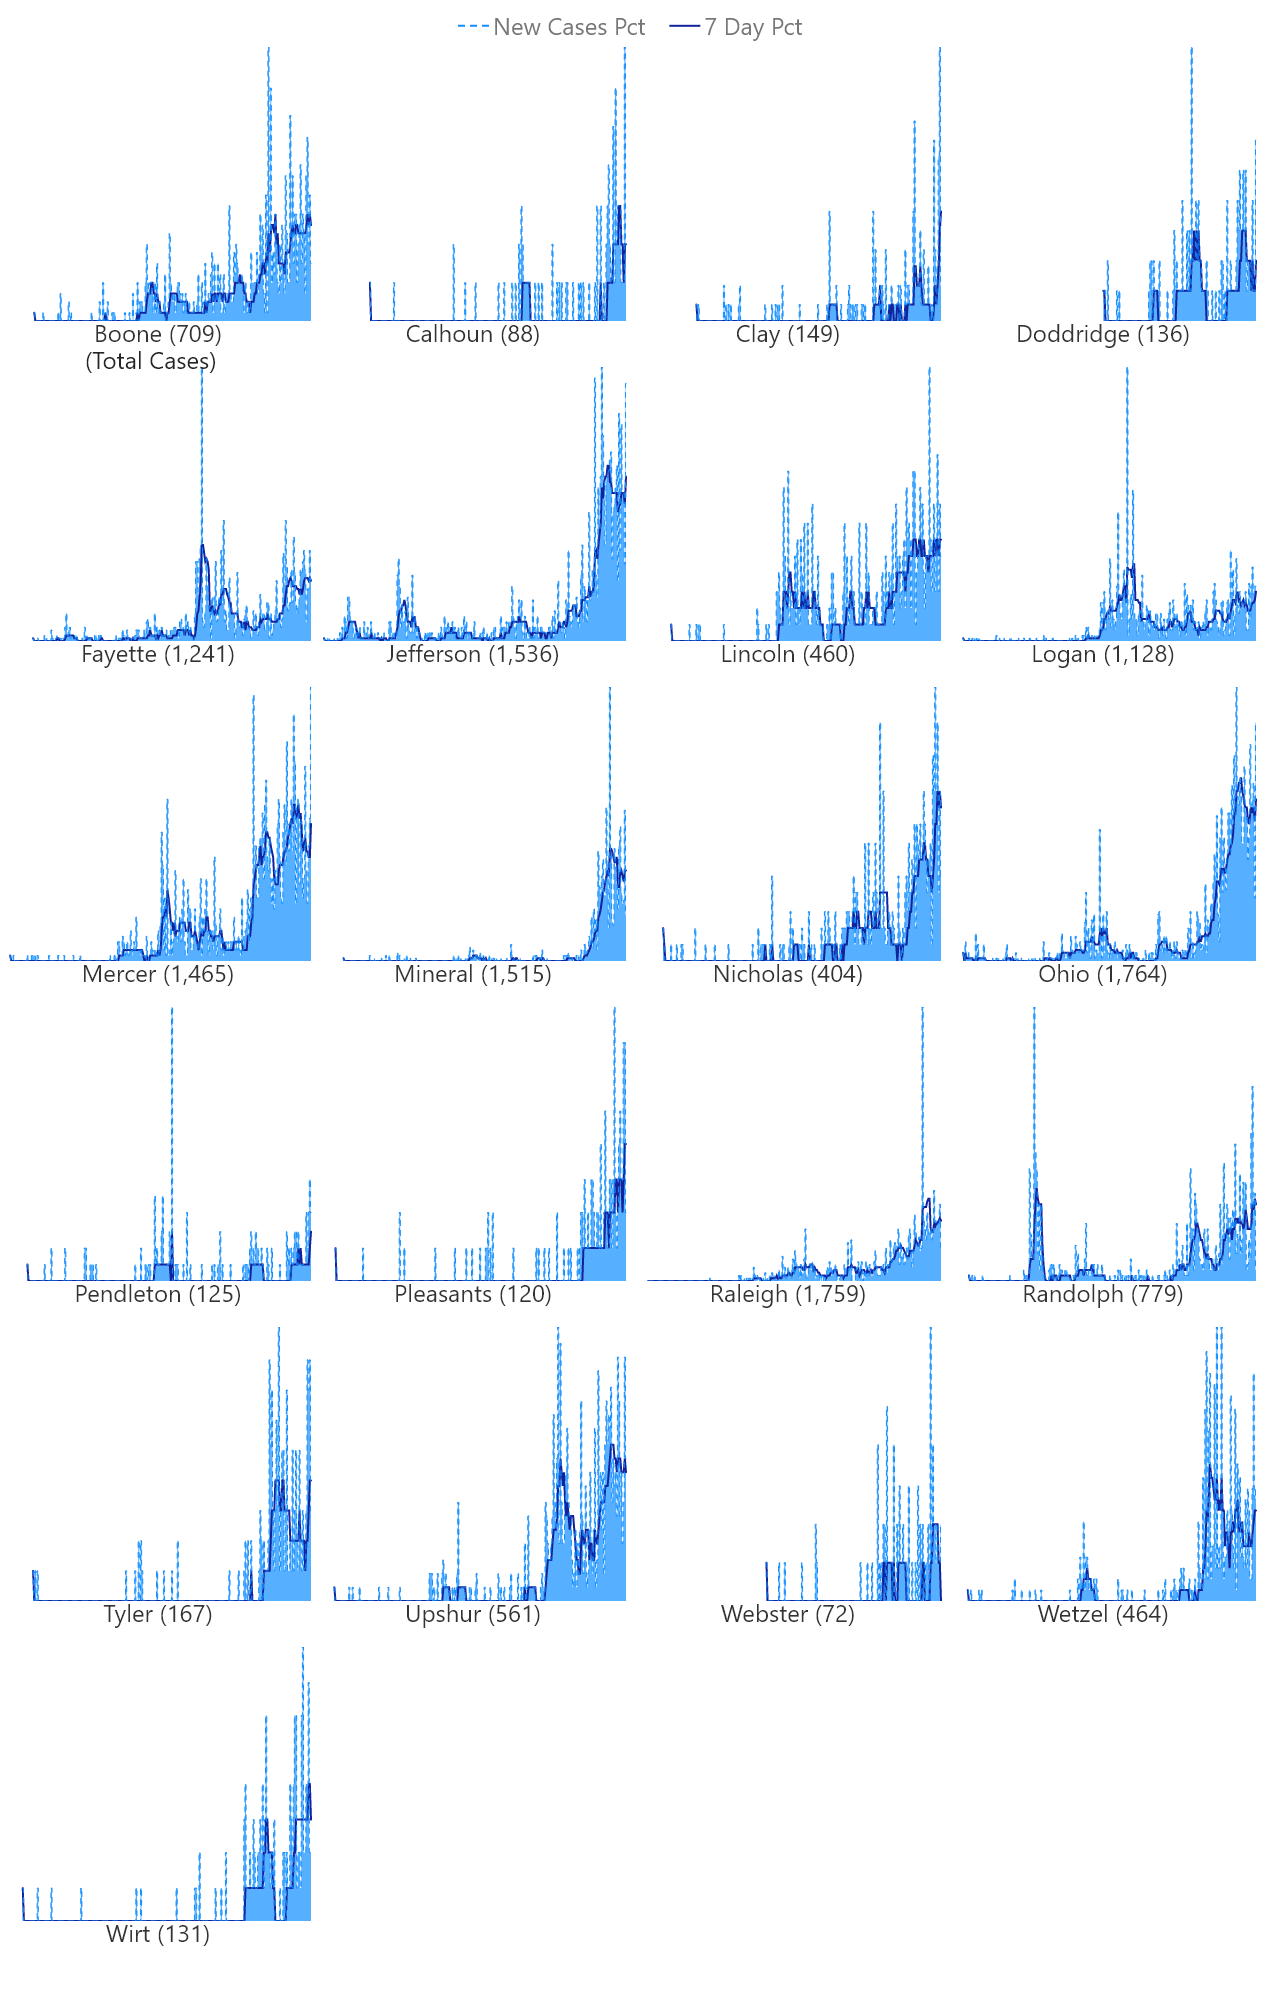 New Cases Pct 7 Day Pct
Boone (709) Calhoun (88) Clay (149) Doddridge (136)
(Total Cases)
Fayette (1,241) Jefferson (1,536) Lincoln (460) Logan (1,128)
Mercer (1,465) Mineral (1,515) Nicholas (404) Ohio (1,764)
Pendleton (125) Pleasants (120) Raleigh (1,759) Randolph (779)
Tyler (167) Upshur (561) Webster (72) Wetzel (464)
Wirt (131)